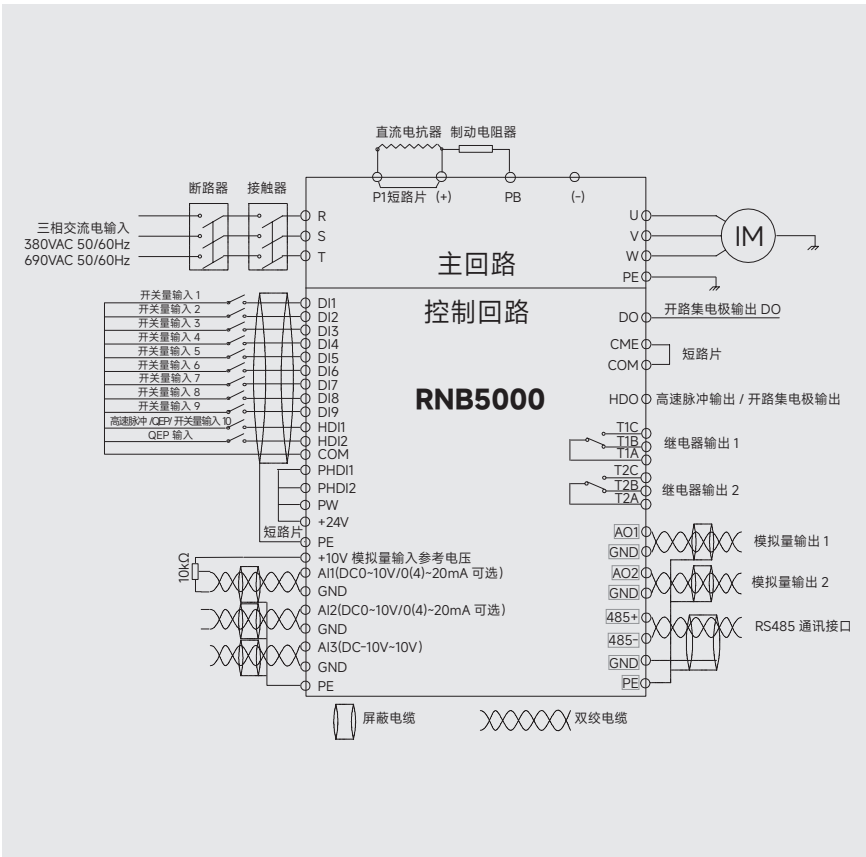 直流电抗器 制动电阻器
P1短路片 (+) PB (-)
断路器 接触器
三相交流电输入
380VAC 50/60Hz
690VAC 50/60Hz
R
S
T
主回路
U
V
W
PE
IM
控制回路
RNB5000
开关量输入 1
开关量输入 2
开关量输入 3
开关量输入 4
开关量输入 5
开关量输入 6
开关量输入 7
开关量输入 8
开关量输入 9
高速脉冲 /QEP/ 开关量输入 10
QEP 输入
DI1
DI2
DI3
DI4
DI5
DI6
DI7
DI8
DI9
HDI1
HDI2
COM
PHDI1
PHDI2
PW
+24V
短路片
PE
10kΩ
+10V 模拟量输入参考电压
AI1(DC0~10V/0(4)~20mA 可选)
GND
AI2(DC0~10V/0(4)~20mA 可选)
GND
AI3(DC-10V~10V)
GND
PE
DO 开路集电极输出 DO
CME
COM
短路片
HDO 高速脉冲输出 / 开路集电极输出
T1C
T1B
T1A
继电器输出 1
T2C
T2B
T2A
继电器输出 2
AO1
GND
模拟量输出 1
AO2
GND
模拟量输出 2
485+
485-
RS485 通讯接口
GND
PE
屏蔽电缆
双绞电缆